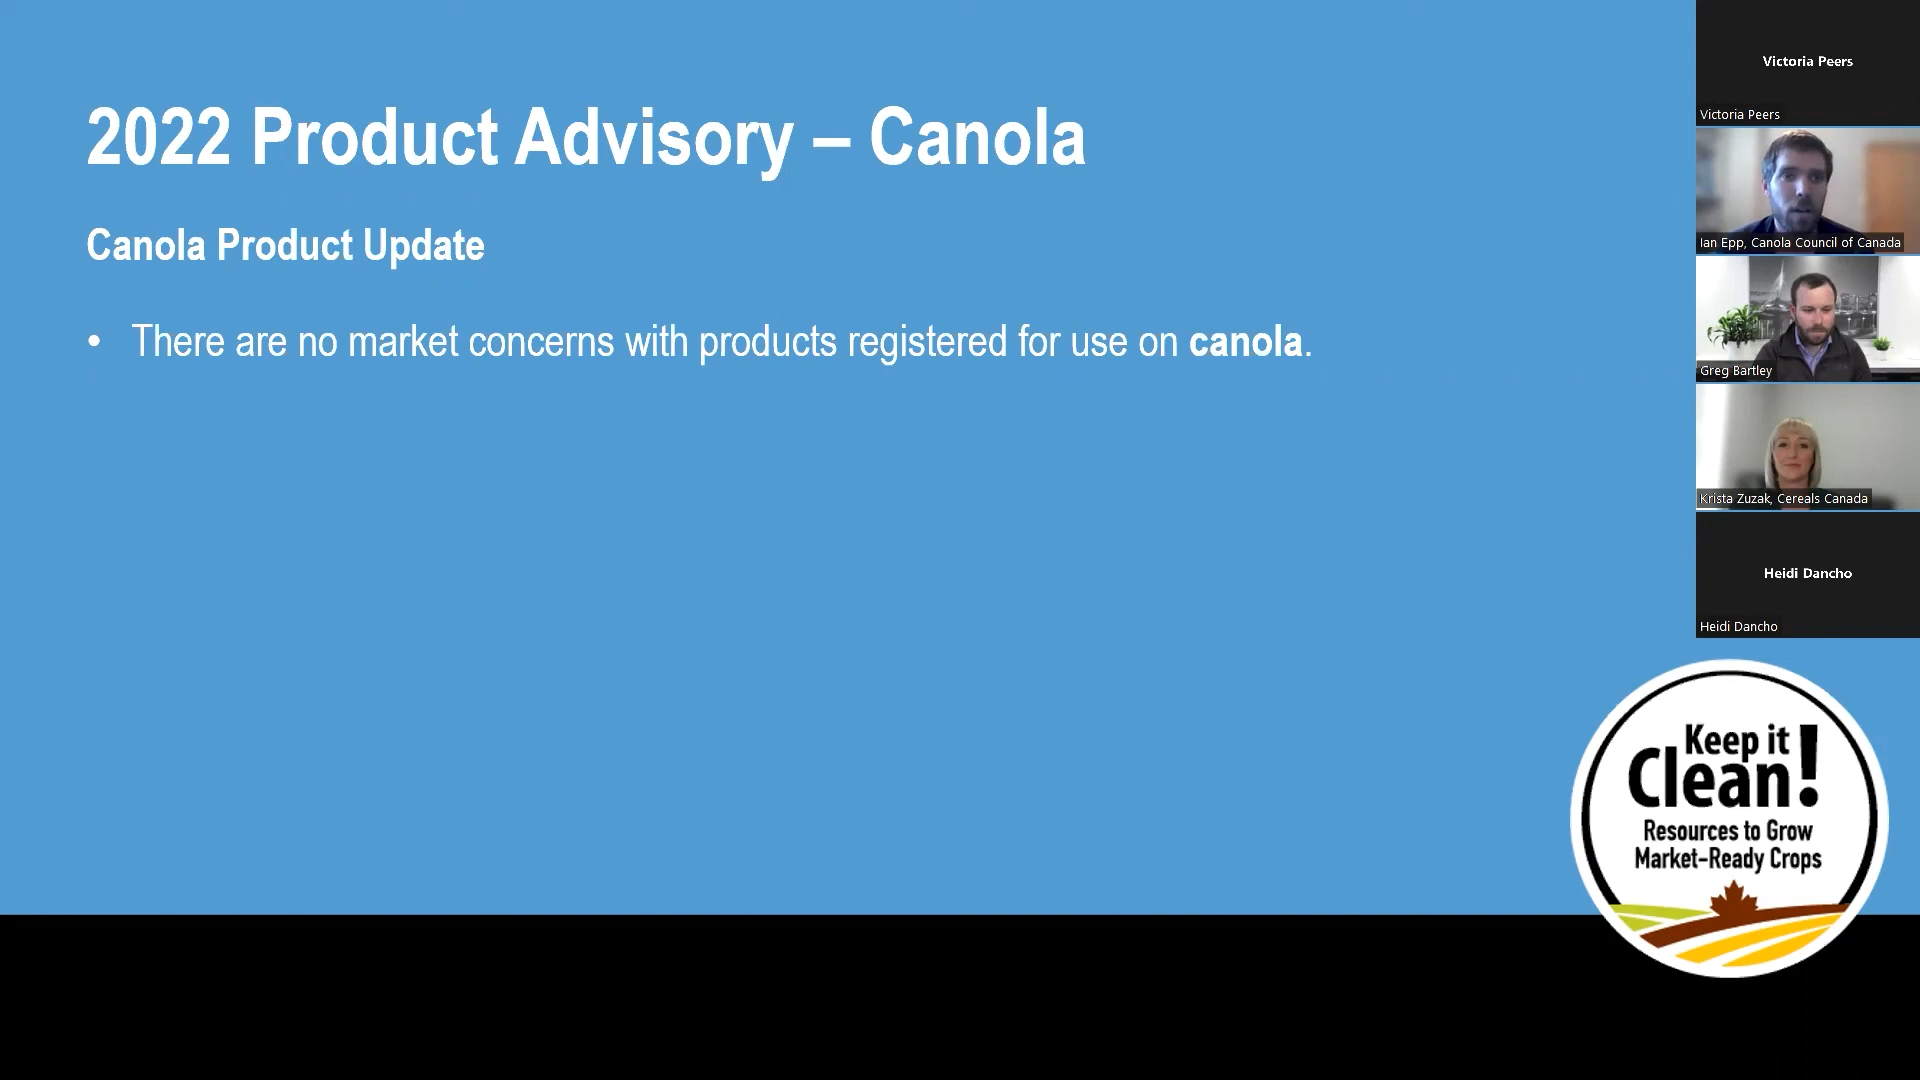 2022 Product Advisory – Canola
Canola Product Update
• There are no market concerns with products registered for use on canola.
Victoria Peers
Victoria Peers
Ian Epp, Canola Council of Canada
Greg Bartley
Krista Zuzak, Cereals Canada
Heidi Dancho
Heidi Dancho
Keep it
Clean!
Resources to Grow
Market-Ready Crops